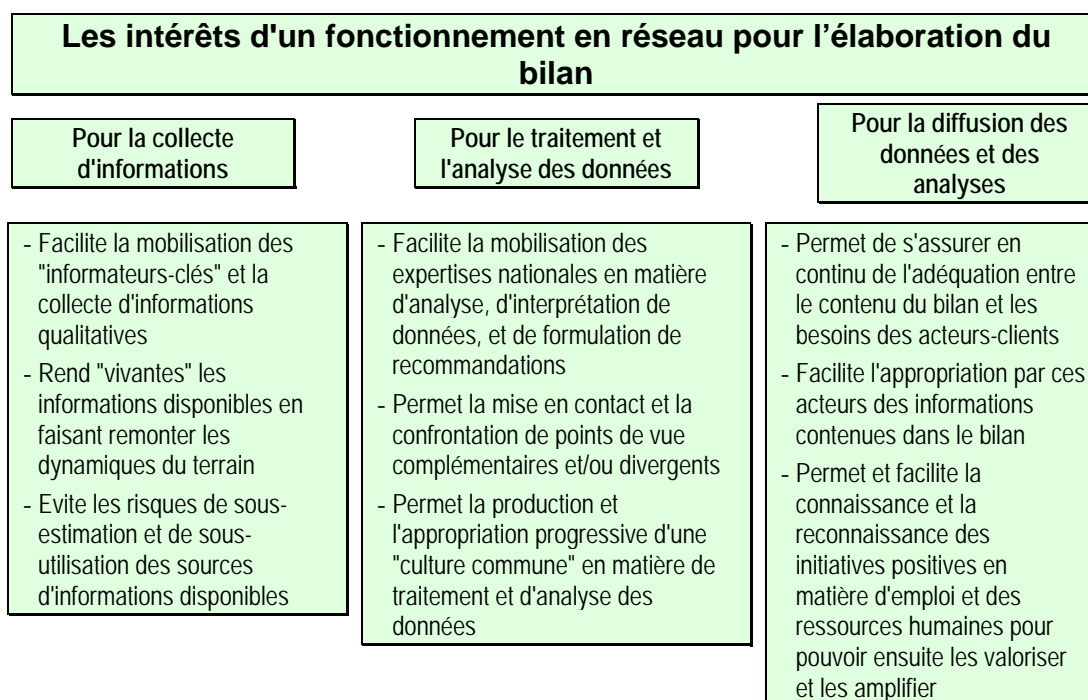 Les intérêts d'un fonctionnement en réseau pour l'élaboration du
bilan
Pour la collecte
d'informations
- Facilite la mobilisation des
"informateurs-clés" et la
collecte d'informations
qualitatives
- Rend "vivantes" les
informations disponibles en
faisant remonter les
dynamiques du terrain
- Evite les risques de sous-
estimation et de sous-
utilisation des sources
d'informations disponibles
Pour le traitement et
l'analyse des données
- Facilite la mobilisation des
expertises nationales en matière
d'analyse, d'interprétation de
données, et de formulation de
recommandations
- Permet la mise en contact et la
confrontation de points de vue
complémentaires et/ou divergents
- Permet la production et
l'appropriation progressive d'une
"culture commune" en matière de
traitement et d'analyse des
données
Pour la diffusion des
données et des
analyses
- Permet de s'assurer en
continu de l'adéquation entre
le contenu du bilan et les
besoins des acteurs-clients
- Facilite l'appropriation par ces
acteurs des informations
contenues dans le bilan
- Permet et facilite la
connaissance et la
reconnaissance des
initiatives positives en
matière d'emploi et des
ressources humaines pour
pouvoir ensuite les valoriser
et les amplifier